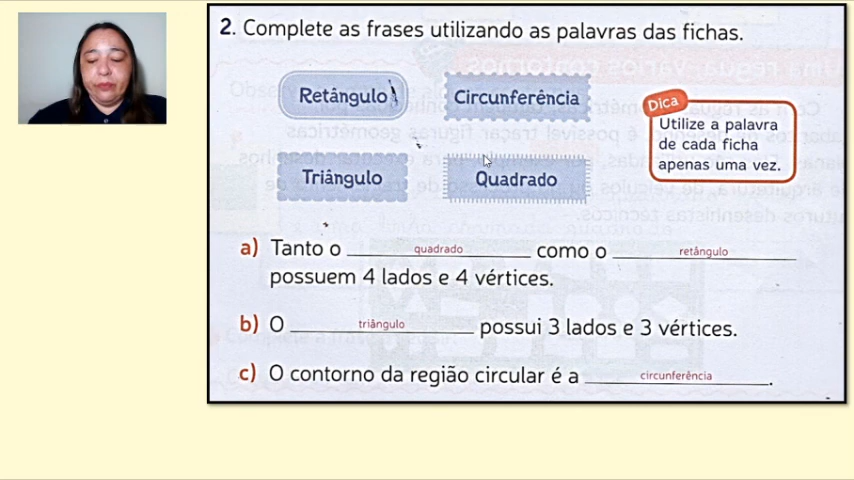 2. Complete as frases utilizando as palavras das fichas.
Retângulo
Circunferência
Triângulo
Quadrado
Dica
Utilize a palavra
de cada ficha
apenas uma vez.
a) Tanto o quadrado como o retângulo
possuem 4 lados e 4 vértices.
b) O triângulo possui 3 lados e 3 vértices.
c) O contorno da região circular é a circunferência.